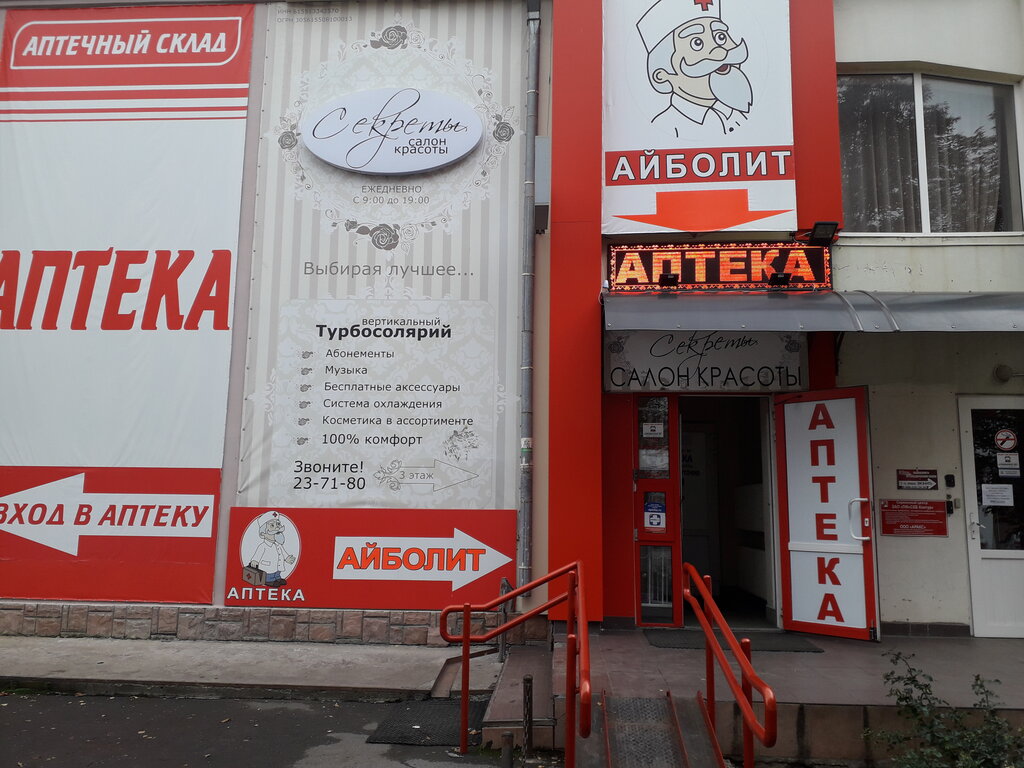 АПТЕЧНЫЙ СКЛАД
АПТЕКА
ВХОД В АПТЕКУ
Секреты
салон
красоты
ЕЖЕДНЕВНО
С 9:00 до 19:00
Выбирая лучшее...
вертикальный
Турбосолярий
Абонементы
Музыка
Бесплатные аксессуары
Система охлаждения
Косметика в ассортименте
100% комфорт
Звоните!
23-71-80
3 этаж
АПТЕКА
АЙБОЛИТ
АЙБОЛИТ
АПТЕКА
Секреты
САЛОН КРАСОТЫ
АПТЕКА